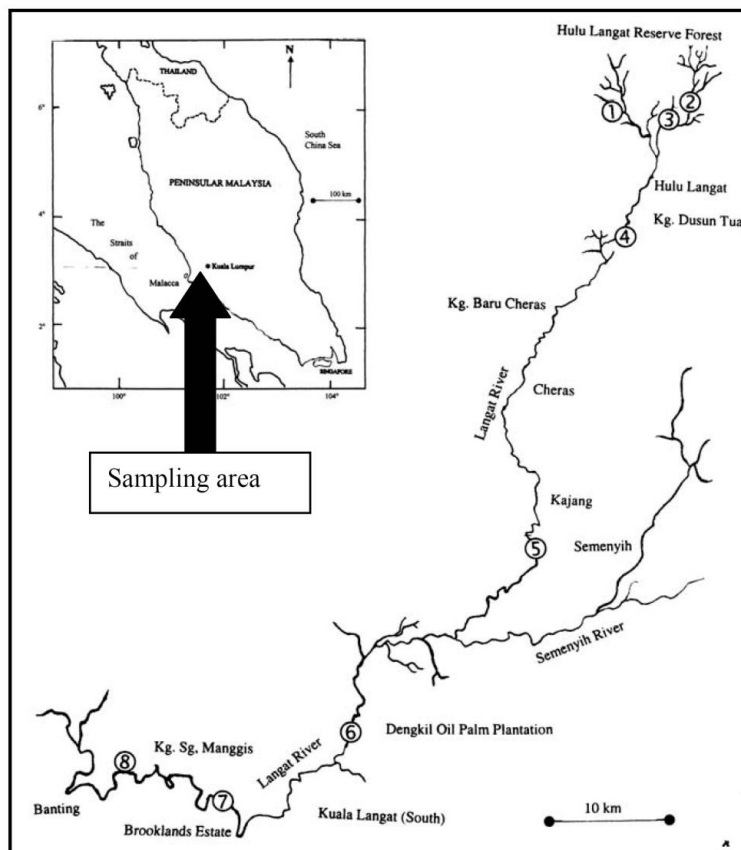 Hulu Langat Reserve Forest
N
THAILAND
6°
South
China Sea
PENINSULAR MALAYSIA
100 km
4°
The
Straits
of
Malacca
Kuala Lumpur
2°
SINGAPORE
100°
102
104
Sampling area
1
2
3
Hulu Langat
Kg. Dusun Tua
4
Kg. Baru Cheras
Langat River
Cheras
Kajang
5
Semenyih
Semenyih River
6
Dengkil Oil Palm Plantation
Langat River
Kg. Sg, Manggis
8
7
Banting
Brooklands Estate
Kuala Langat (South)
10 km